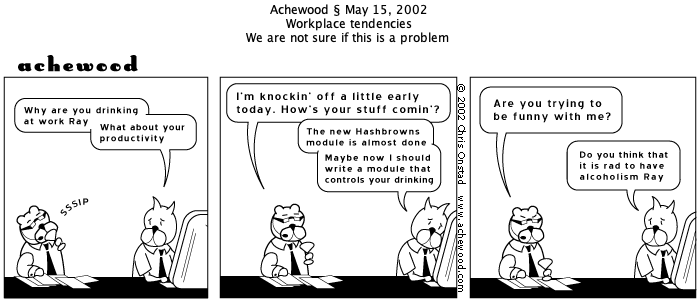 Achewood § May 15, 2002
Workplace tendencies
We are not sure if this is a problem
achewood
Why are you drinking
at work Ray
What about your
productivity
SSSIP
I'm knockin' off a little early
today. How's your stuff comin'?
The new Hashbrowns
module is almost done
Maybe now I should
write a module that
controls your drinking
© 2002 Chris Onstad www.achewood.com
Are you trying to
be funny with me?
Do you think that
it is rad to have
alcoholism Ray